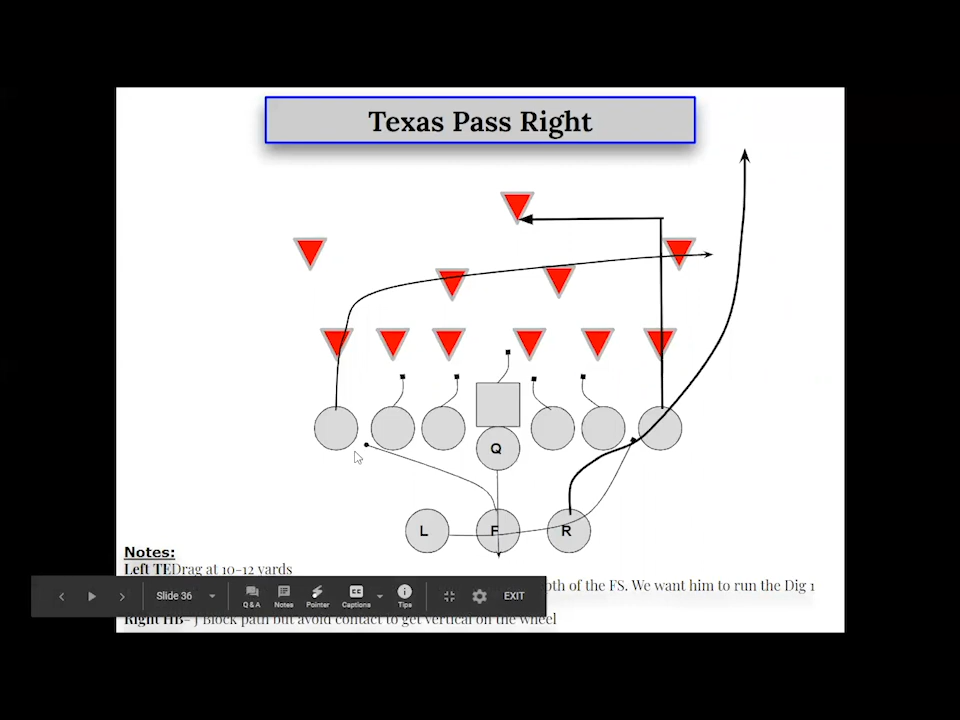 Texas Pass Right
Q
L F R
Notes:
Left TE Drag at 10-12 yards
of the FS. We want him to run the Dig 1
Right HB- J Block path but avoid contact to get vertical on the wheel
Slide 36
Q & A Notes Pointer Captions Tips EXIT